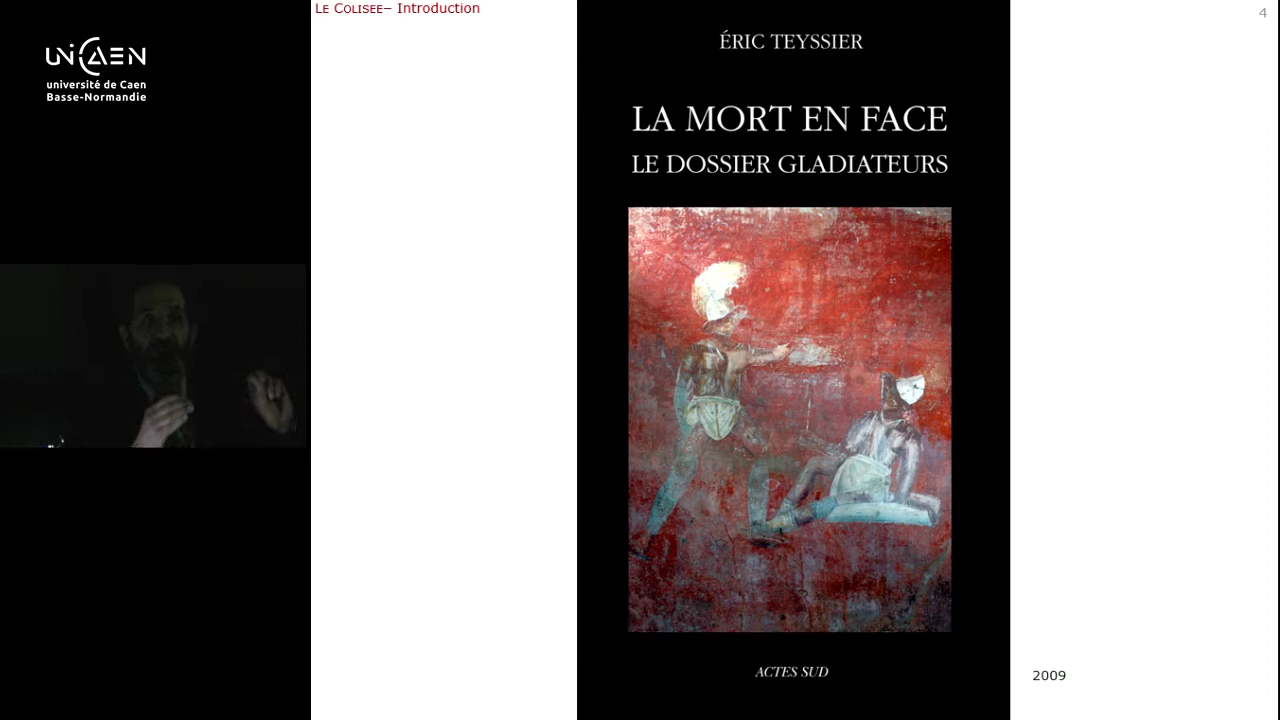 UNICAEN
université de Caen
Basse-Normandie
LE COLISEE– Introduction
4
ÉRIC TEYSSIER
LA MORT EN FACE
LE DOSSIER GLADIATEURS
ACTES SUD
2009